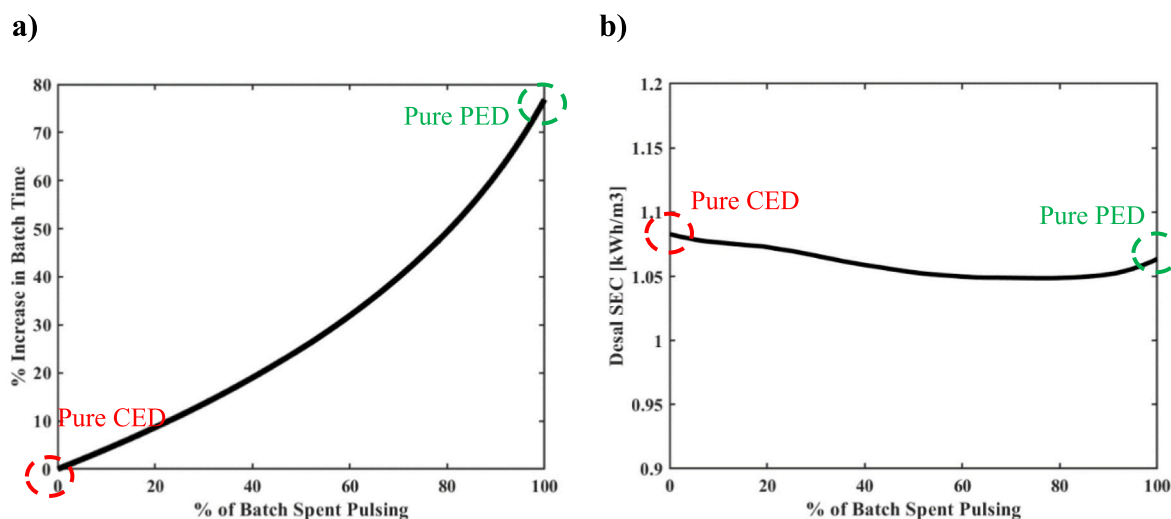 a)
80
70
60
50
40
30
20
10
0
% Increase in Batch Time
Pure PED
Pure CED
0 20 40 60 80 100
% of Batch Spent Pulsing
b)
1.2
1.15
1.1
1.05
1
0.95
0.9
Desal SEC [kWh/m3]
Pure CED
Pure PED
0 20 40 60 80 100
% of Batch Spent Pulsing